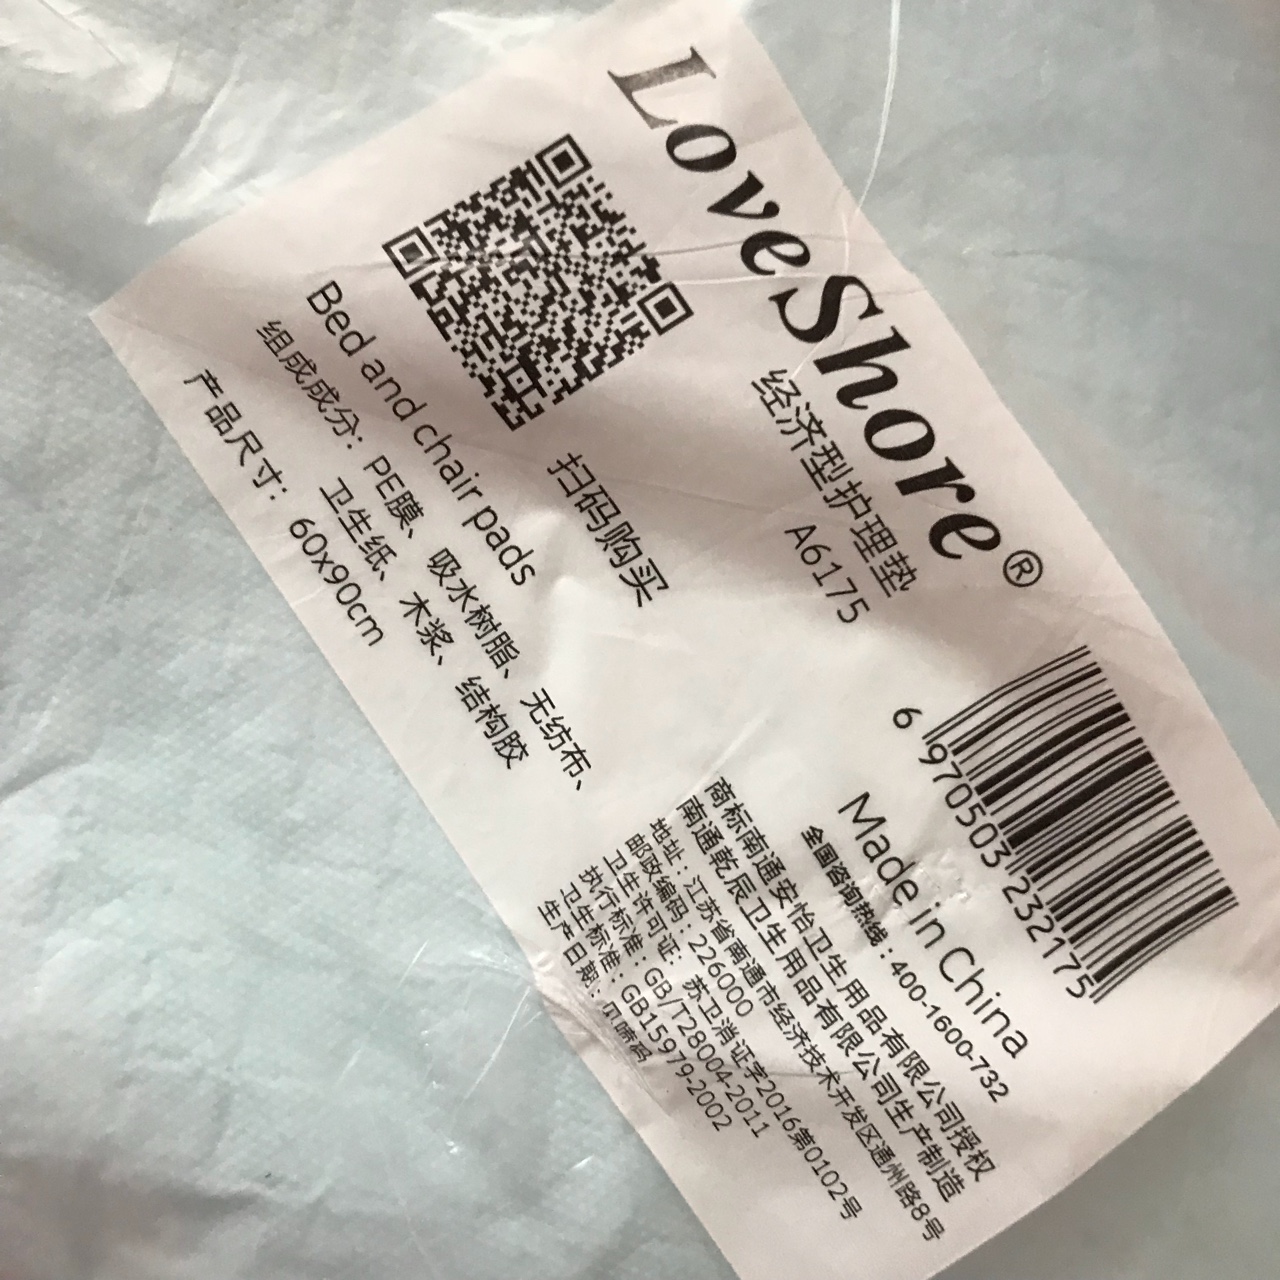 LoveShore®
经济型护理垫
A6175
扫码购买
Bed and chair pads
组成成分：PE膜、吸水树脂、无纺布、
卫生纸、木浆、结构胶
产品尺寸：60x90cm
6 970503 232175
Made in China
全国咨询热线：400-1600-732
商标南通安怡卫生用品有限公司授权
南通乾辰卫生用品有限公司生产制造
地址：江苏省南通市经济技术开发区通州路8号
邮政编码：226000
卫生许可证：苏卫消证字2016第0102号
执行标准：GB/T28004-2011
卫生标准：GB15979-2002
生产日期：见喷码